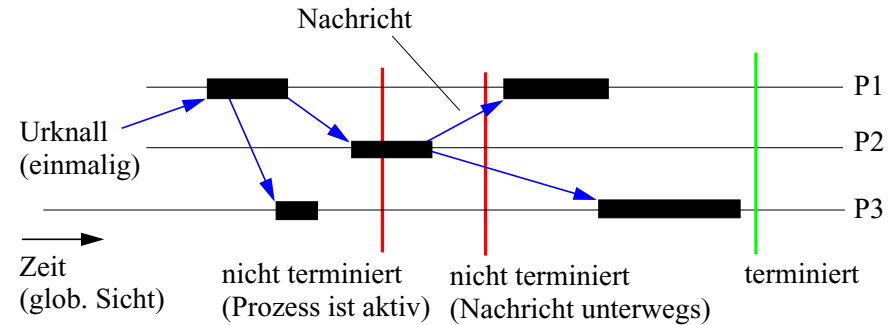 Nachricht
P1
Urknall
(einmalig)
P2
P3
Zeit
(glob. Sicht)
nicht terminiert
(Prozess ist aktiv)
nicht terminiert
(Nachricht unterwegs)
terminiert